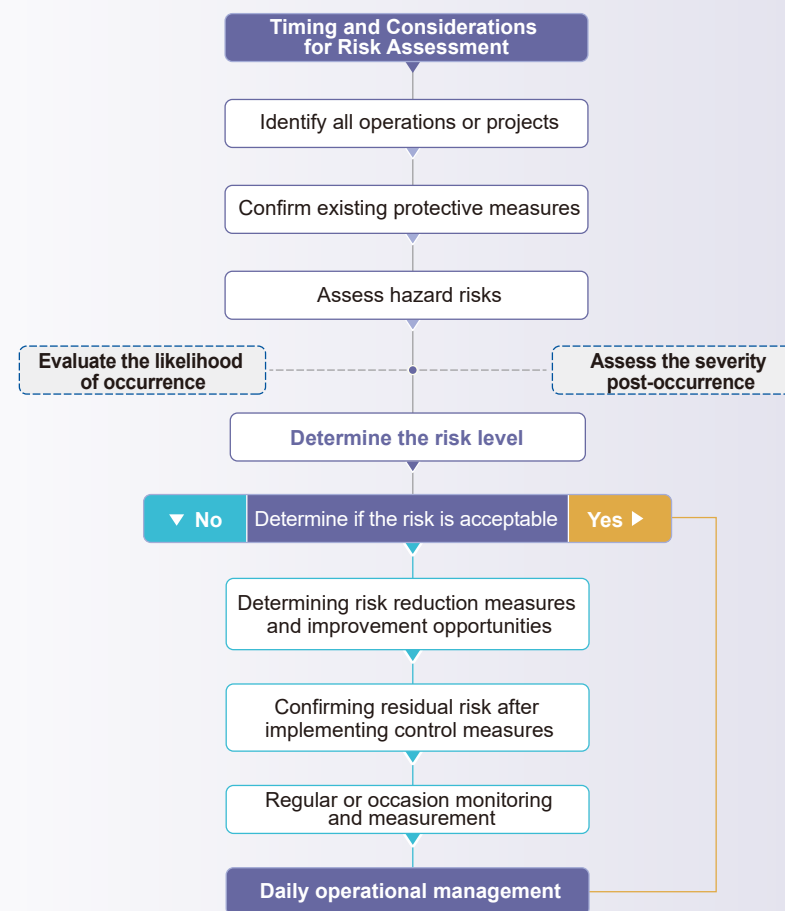 Timing and Considerations
for Risk Assessment
Identify all operations or projects
Confirm existing protective measures
Assess hazard risks
Evaluate the likelihood
of occurrence
Assess the severity
post-occurrence
Determine the risk level
No
Determine if the risk is acceptable
Yes
Determining risk reduction measures
and improvement opportunities
Confirming residual risk after
implementing control measures
Regular or occasion monitoring
and measurement
Daily operational management